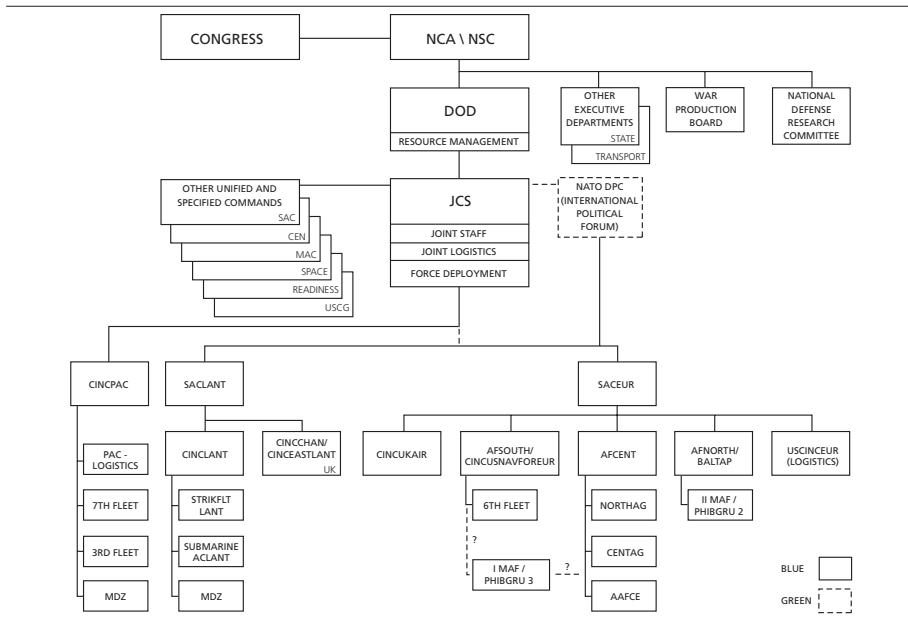 CONGRESS
NCA \ NSC
DOD
RESOURCE MANAGEMENT
OTHER
EXECUTIVE
DEPARTMENTS
STATE
TRANSPORT
WAR
PRODUCTION
BOARD
NATIONAL
DEFENSE
RESEARCH
COMMITTEE
OTHER UNIFIED AND
SPECIFIED COMMANDS
SAC
CEN
MAC
SPACE
READINESS
USCG
JCS
JOINT STAFF
JOINT LOGISTICS
FORCE DEPLOYMENT
NATO DPC
(INTERNATIONAL
POLITICAL
FORUM)
CINCPAC
SACLANT
SACEUR
PAC -
LOGISTICS
7TH FLEET
3RD FLEET
MDZ
CINCLANT
STRIKFLT
LANT
SUBMARINE
ACLANT
MDZ
CINCCHAN/
CINCEASTLANT
UK
CINCUKAIR
AFSOUTH/
CINCUSNAVFOREUR
6TH FLEET
?
I MAF /
PHIBGRU 3
?
AFCENT
NORTHAG
CENTAG
AAFCE
AFNORTH/
BALTAP
II MAF /
PHIBGRU 2
USCINCEUR
(LOGISTICS)
BLUE
GREEN